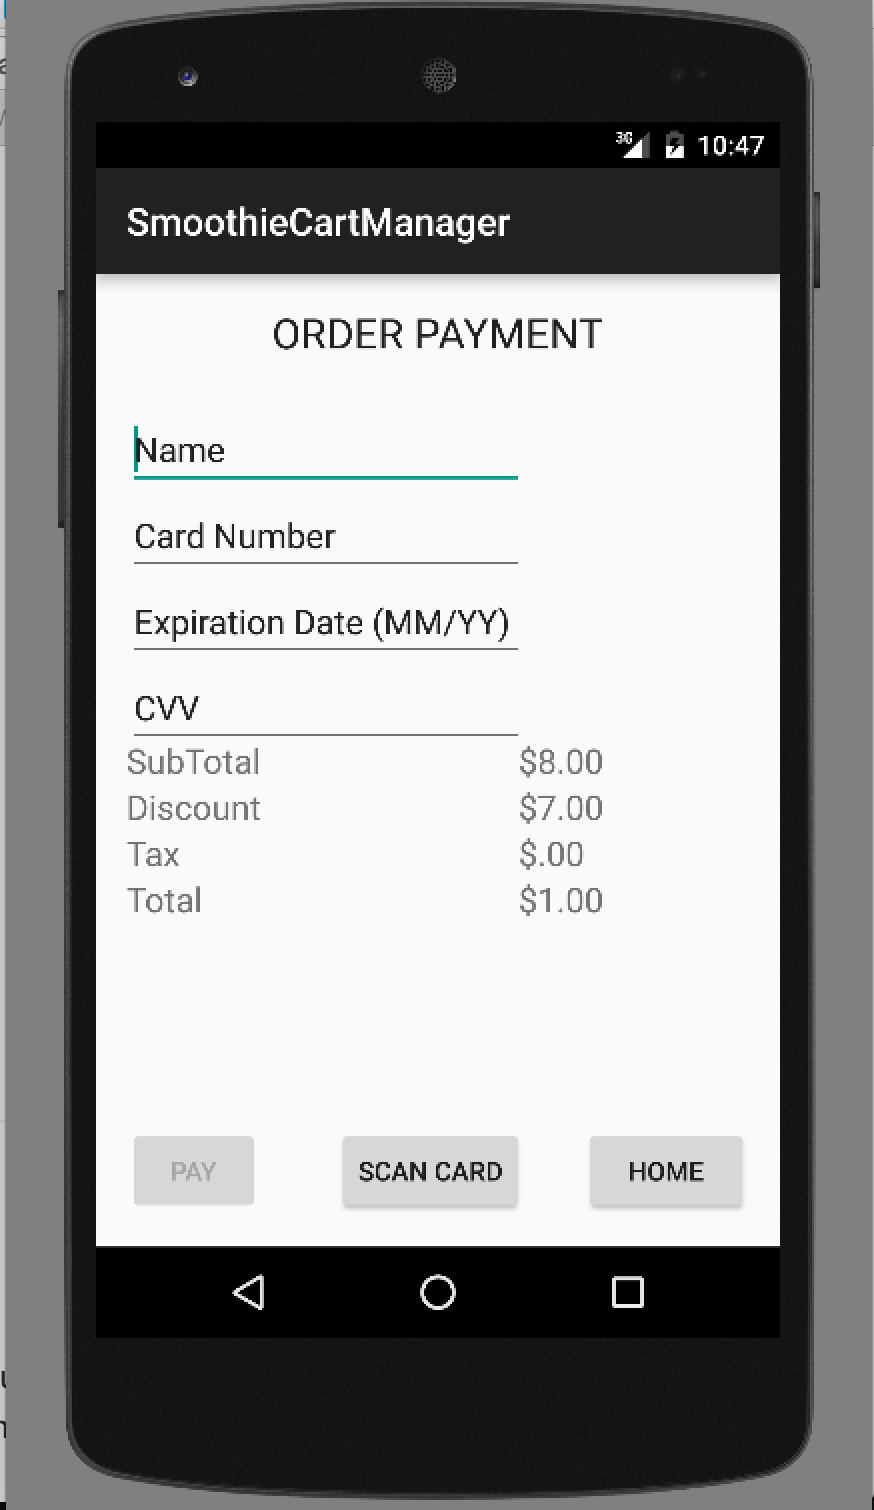 3G 10:47
SmoothieCartManager
ORDER PAYMENT
Name
Card Number
Expiration Date (MM/YY)
CVV
SubTotal $8.00
Discount $7.00
Tax $.00
Total $1.00
PAY SCAN CARD HOME